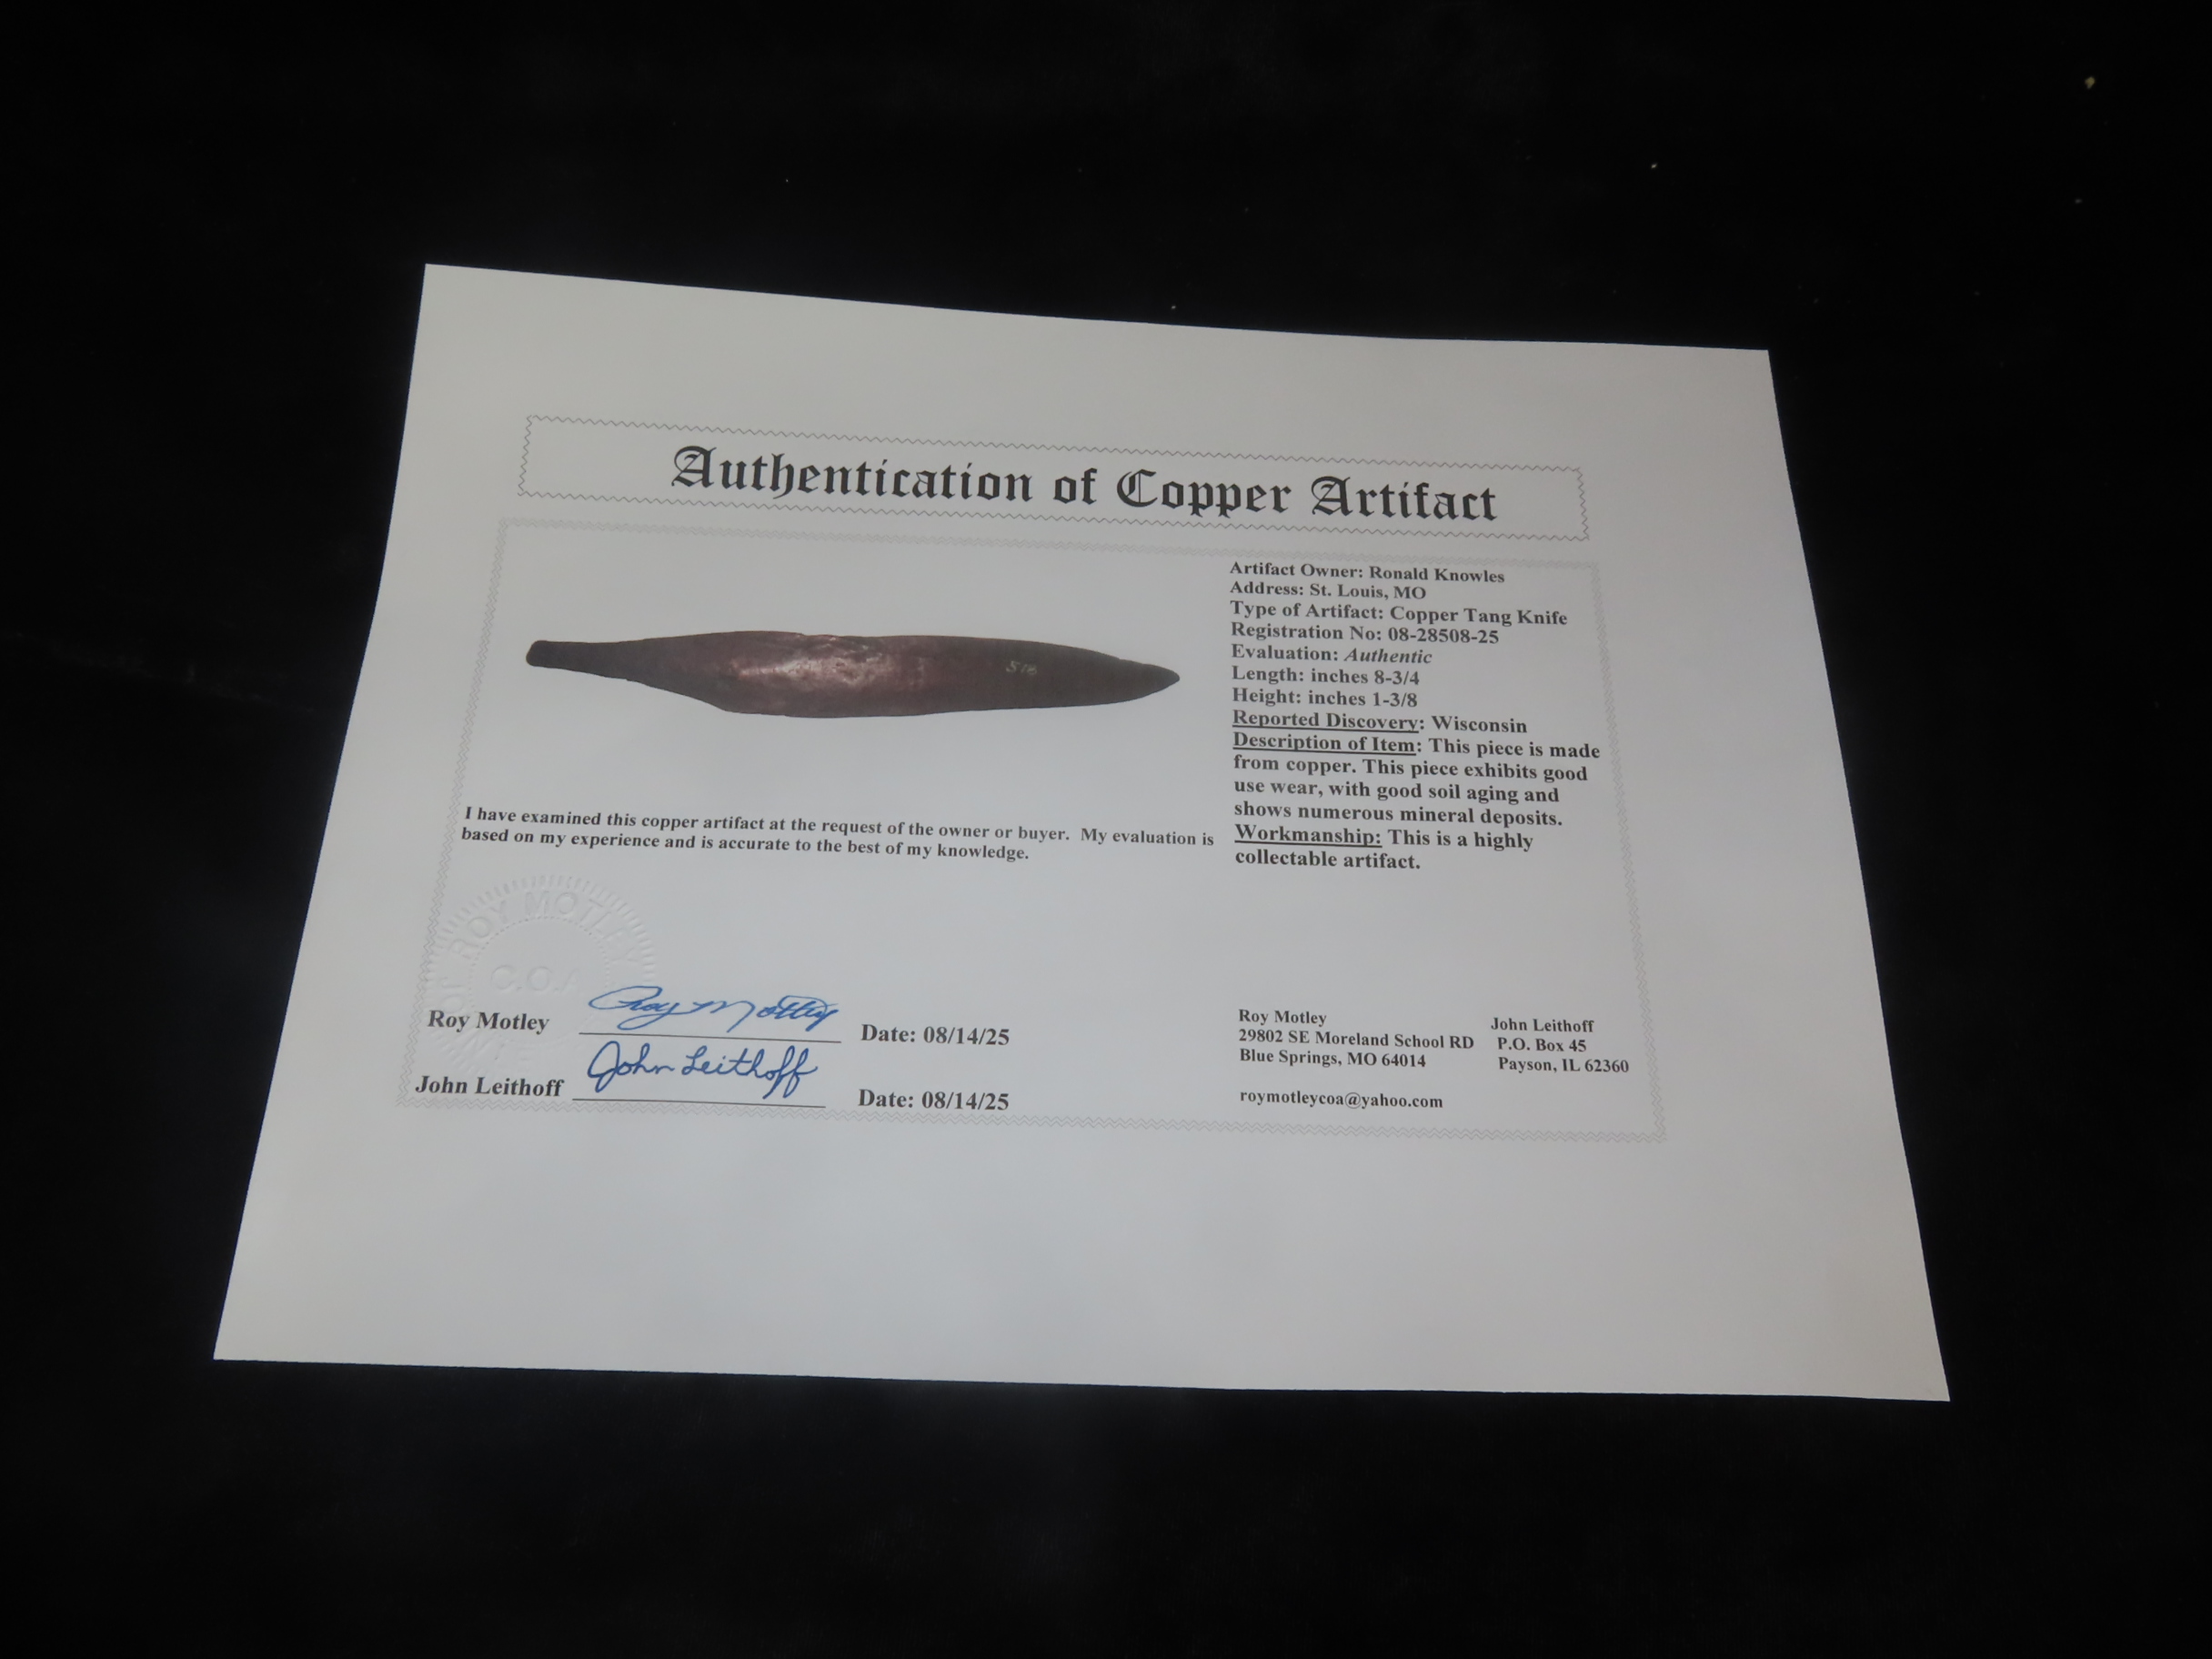 Authentication of Copper Artifact
Artifact Owner: Ronald Knowles
Address: St. Louis, MO
Type of Artifact: Copper Tang Knife
Registration No: 08-28508-25
Evaluation: Authentic
Length: inches 8-3/4
Height: inches 1-3/8
Reported Discovery: Wisconsin
Description of Item: This piece is made
from copper. This piece exhibits good
use wear, with good soil aging and
shows numerous mineral deposits.
Workmanship: This is a highly
collectable artifact.
I have examined this copper artifact at the request of the owner or buyer. My evaluation is
based on my experience and is accurate to the best of my knowledge.
ROY MOTLEY
C.O.A
Roy Motley Roy Motley Date: 08/14/25
John Leithoff John Leithoff Date: 08/14/25
Roy Motley
29802 SE Moreland School RD
Blue Springs, MO 64014
roymotleycoa@yahoo.com
John Leithoff
P.O. Box 45
Payson, IL 62360